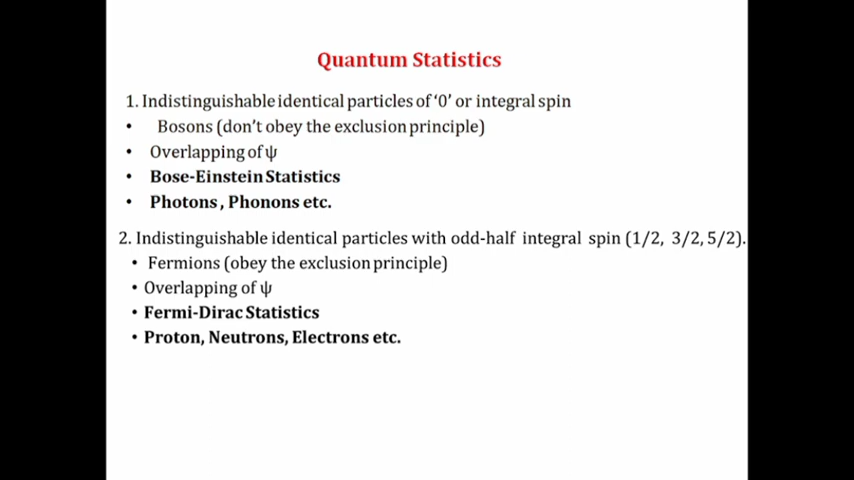 Quantum Statistics
1. Indistinguishable identical particles of ‘0’ or integral spin
• Bosons (don’t obey the exclusion principle)
• Overlapping of ψ
• Bose-Einstein Statistics
• Photons , Phonons etc.
2. Indistinguishable identical particles with odd-half integral spin (1/2, 3/2, 5/2).
• Fermions (obey the exclusion principle)
• Overlapping of ψ
• Fermi-Dirac Statistics
• Proton, Neutrons, Electrons etc.